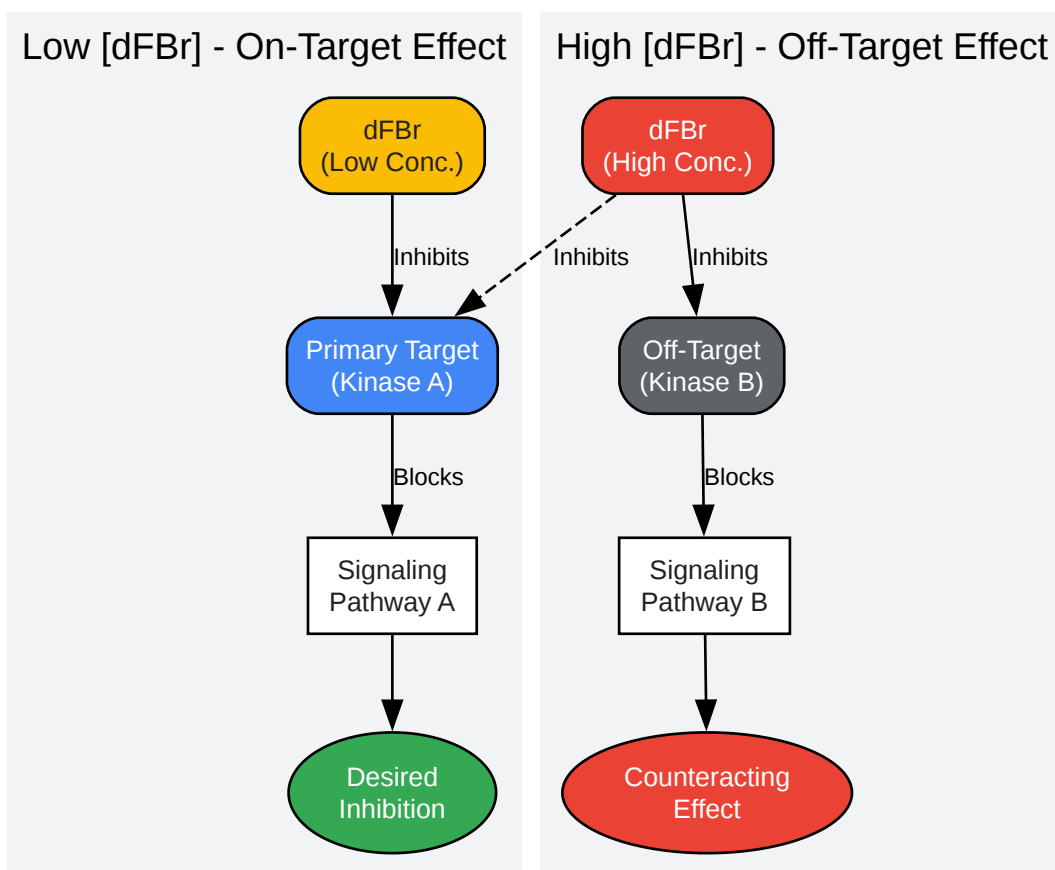 Low [dFBr] - On-Target Effect
High [dFBr] - Off-Target Effect
dFBr
(Low Conc.)
dFBr
(High Conc.)
Inhibits
Inhibits
Inhibits
Primary Target
(Kinase A)
Off-Target
(Kinase B)
Blocks
Blocks
Signaling
Pathway A
Signaling
Pathway B
Desired
Inhibition
Counteracting
Effect